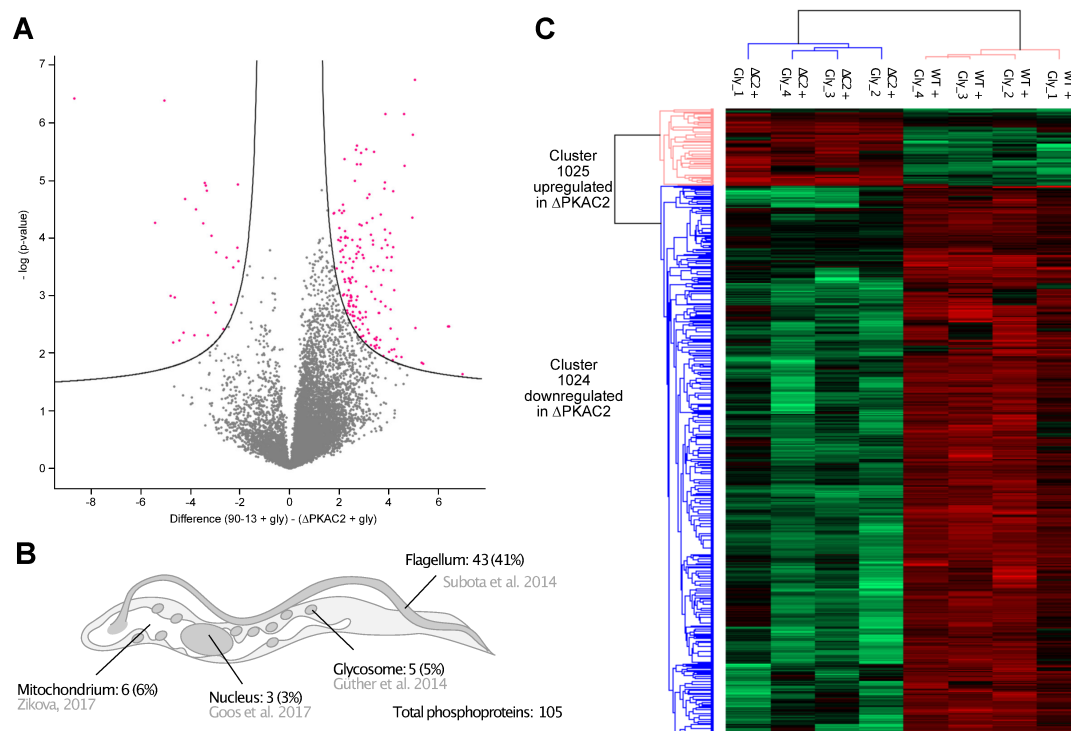 A
7
6
5
4
3
2
1
0
- log (p-value)
-8
-6
-4
-2
0
2
4
6
Difference (90-13 + gly) - (ΔPKAC2 + gly)
B
Flagellum: 43 (41%)
Subota et al. 2014
Glycosome: 5 (5%)
Güther et al. 2014
Mitochondrium: 6 (6%)
Zikova, 2017
Nucleus: 3 (3%)
Goos et al. 2017
Total phosphoproteins: 105
C
ΔC2 +
Gly_1
ΔC2 +
Gly_4
ΔC2 +
Gly_3
ΔC2 +
Gly_2
WT +
Gly_4
WT +
Gly_3
WT +
Gly_2
WT +
Gly_1
Cluster
1025
upregulated
in ΔPKAC2
Cluster
1024
downregulated
in ΔPKAC2